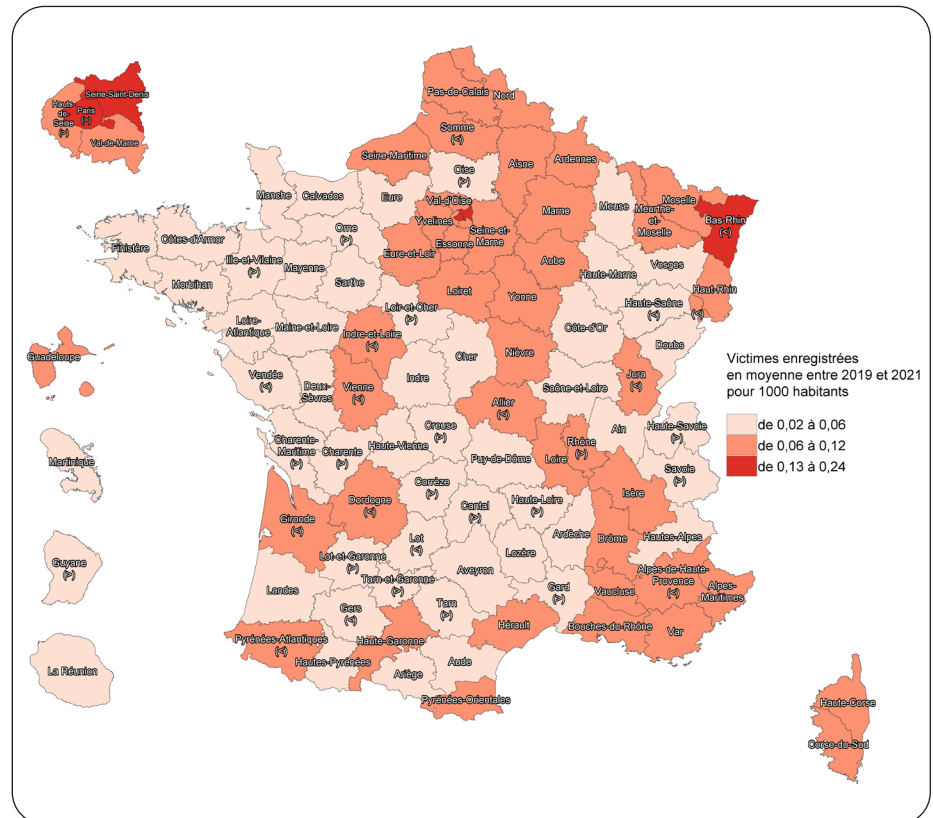 Seine-Saint-Denis
Hauts-
de-
Seine
(>)
Paris
(>)
Val-de-Marne
Pas-de-Calais
Nord
Somme
(<)
Seine-Maritime
Aisne
Ardennes
Oise
(>)
Manche
Calvados
Eure
Val-d'Oise
Yvelines
Essonne
Seine-et-
Marne
Marne
Meuse
Moselle
Meurthe-
et-
Moselle
Bas-Rhin
(<)
Orne
(>)
Finistère
Côtes-d'Armor
Ille-et-Vilaine
(>)
Morbihan
Mayenne
Sarthe
Eure-et-Loir
Aube
Haute-Marne
Vosges
Haut-Rhin
(<)
Loiret
Yonne
Haute-Saône
(<)
Loir-et-Cher
(>)
Loire-
Atlantique
Maine-et-Loire
Indre-et-Loire
(<)
Cher
Nièvre
Côte-d'Or
Doubs
Guadeloupe
Vendée
(<)
Deux-
Sèvres
Vienne
(<)
Indre
Allier
(<)
Saône-et-Loire
Jura
(<)
Victimes enregistrées
en moyenne entre 2019 et 2021
pour 1000 habitants
de 0,02 à 0,06
de 0,06 à 0,12
de 0,13 à 0,24
Martinique
Charente-
Maritime
(>)
Charente
(>)
Haute-Vienne
Creuse
(>)
Puy-de-Dôme
Loire
Rhône
(>)
Ain
Haute-Savoie
(>)
Savoie
(>)
Corrèze
(>)
Dordogne
(<)
Gironde
(<)
Cantal
(>)
Haute-Loire
(>)
Isère
Ardèche
Drôme
Hautes-Alpes
Guyane
(>)
Lot
(<)
Lot-et-Garonne
(>)
Tarn-et-Garonne
(>)
Aveyron
Lozère
Landes
Gers
(<)
Tarn
(>)
Gard
(>)
Vaucluse
Alpes-de-Haute-
Provence
(<)
Alpes-
Maritimes
Hérault
Bouches-du-Rhône
Var
La Réunion
Pyrénées-Atlantiques
(<)
Hautes-Pyrénées
Haute-Garonne
Ariège
Aude
Pyrénées-Orientales
Haute-Corse
Corse-du-Sud